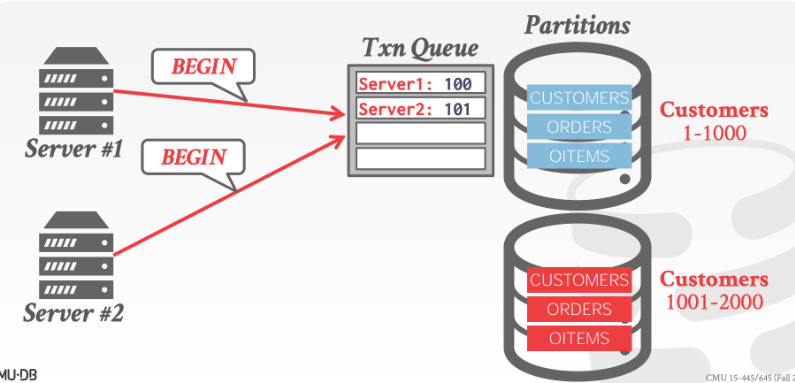 Partitions
Txn Queue
BEGIN
Server1: 100
Server2: 101
Server #1
BEGIN
CUSTOMERS
ORDERS
OITEMS
Customers
1-1000
Server #2
CUSTOMERS
ORDERS
OITEMS
Customers
1001-2000
MU·DB
CMU 15-445/645 (Fall 2